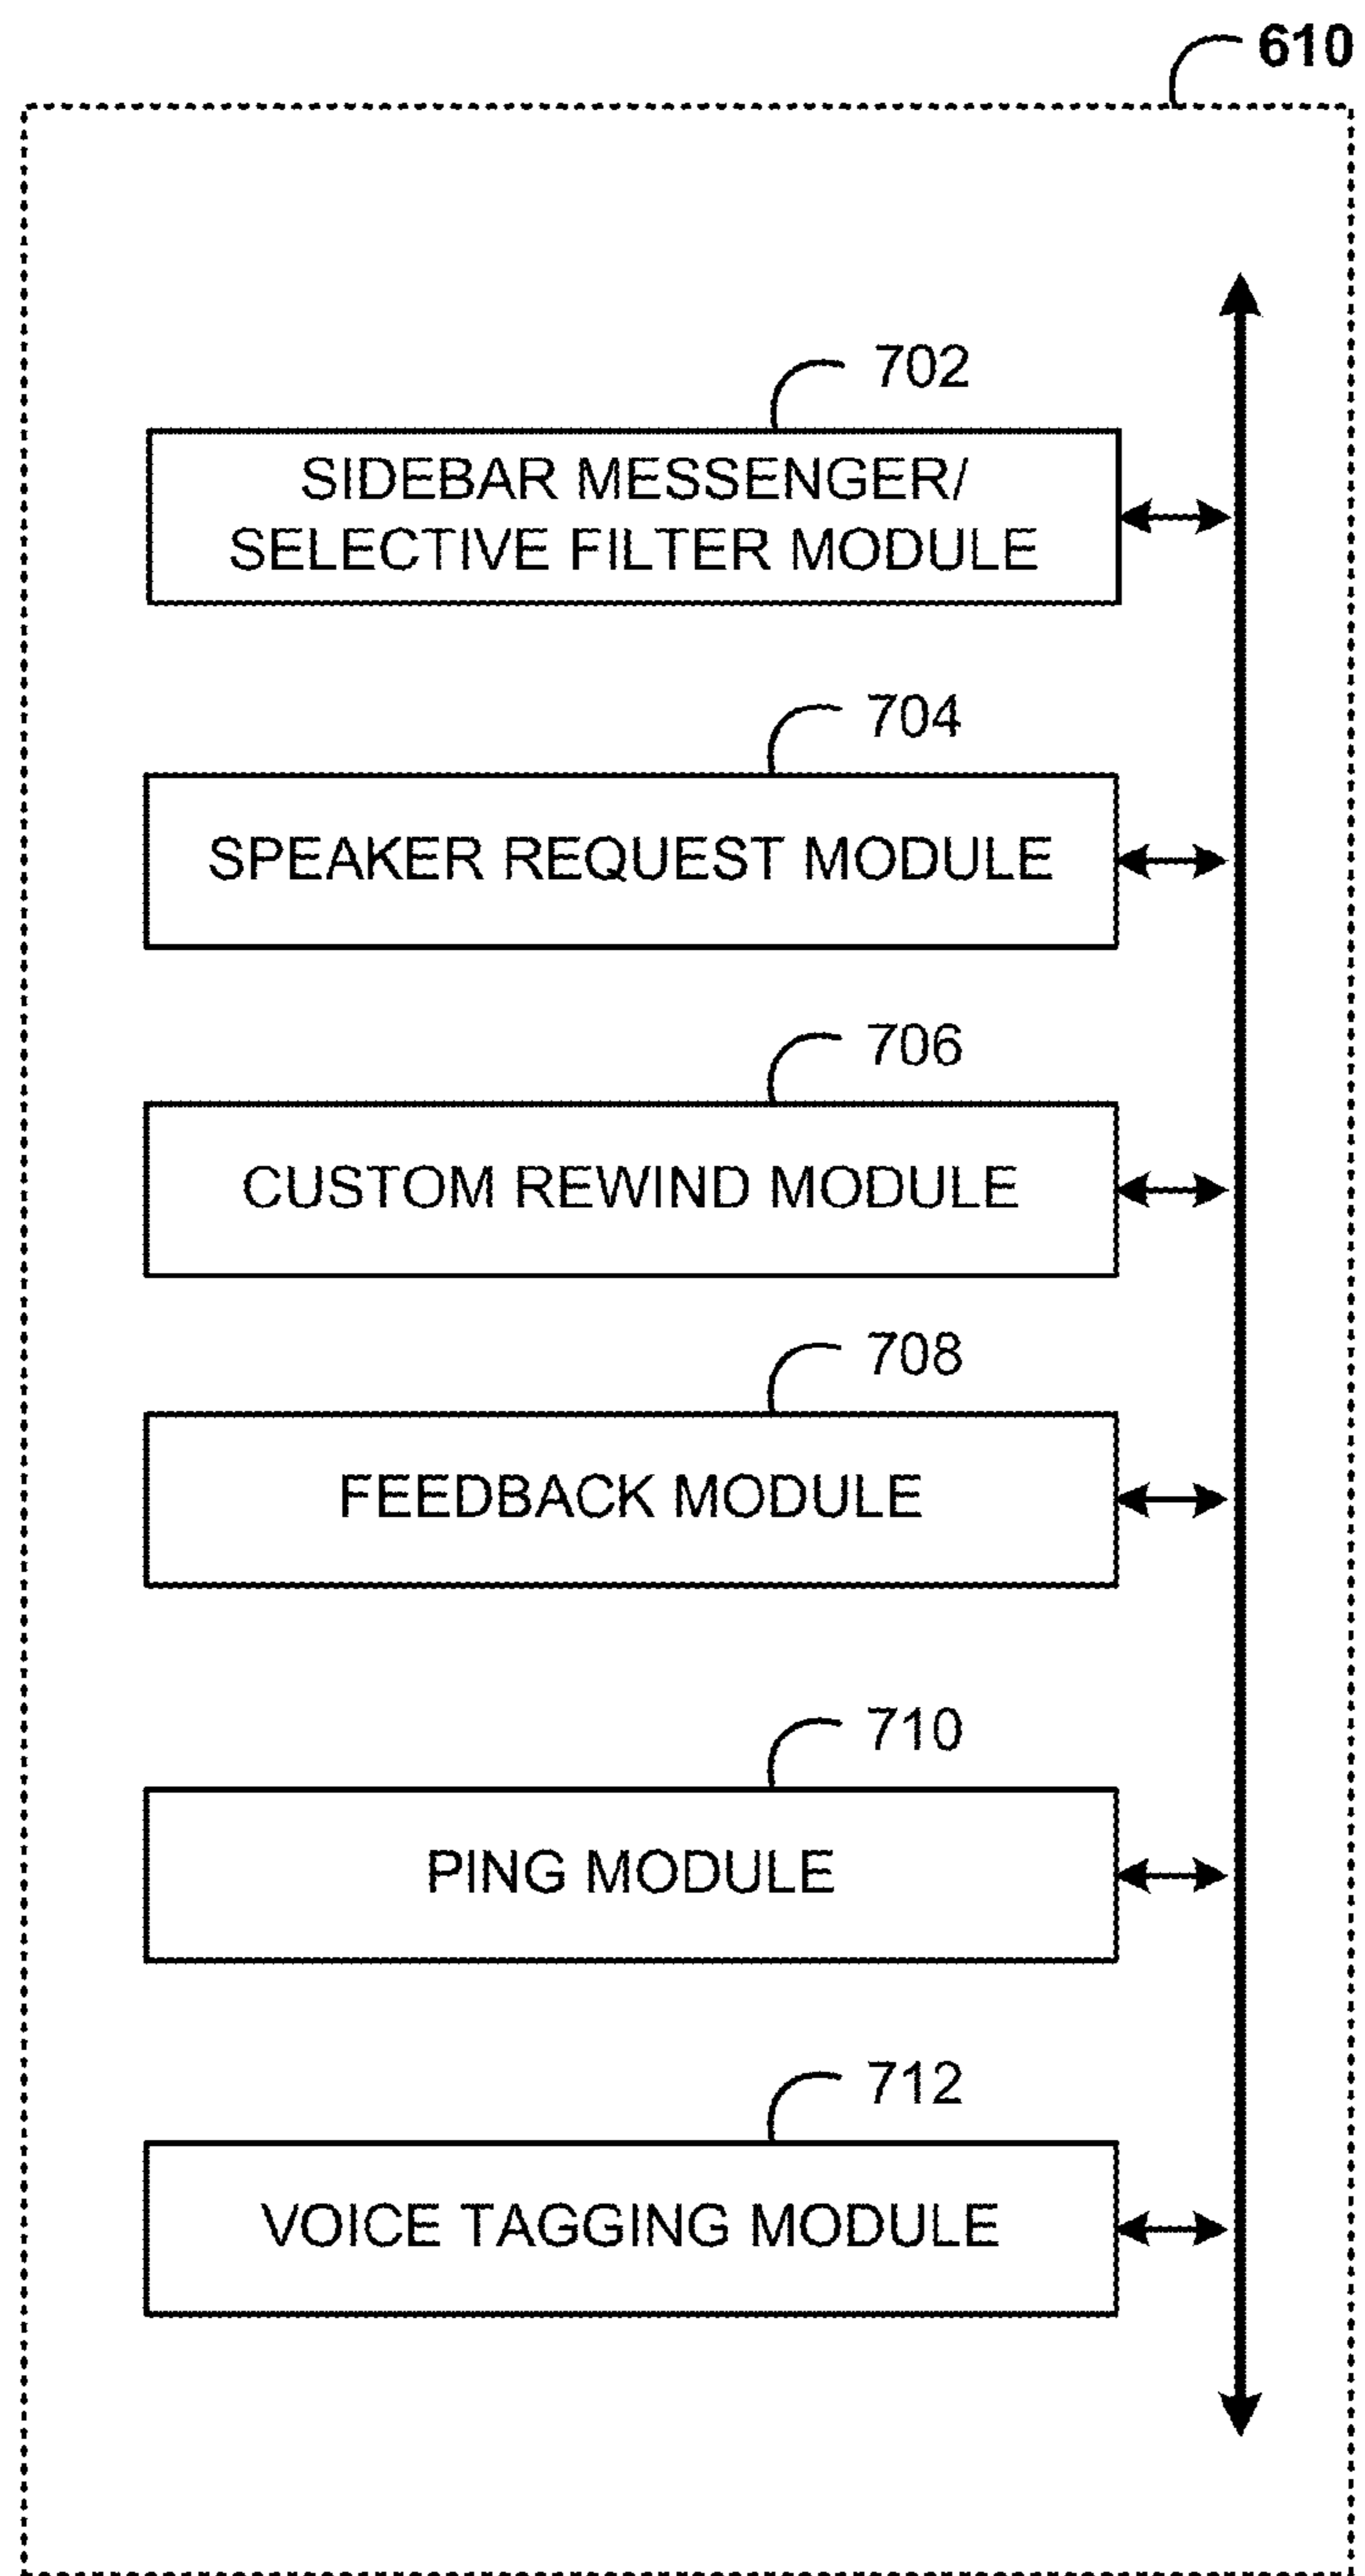 610
702
SIDEBAR MESSENGER/
SELECTIVE FILTER MODULE
704
SPEAKER REQUEST MODULE
706
CUSTOM REWIND MODULE
708
FEEDBACK MODULE
710
PING MODULE
712
VOICE TAGGING MODULE